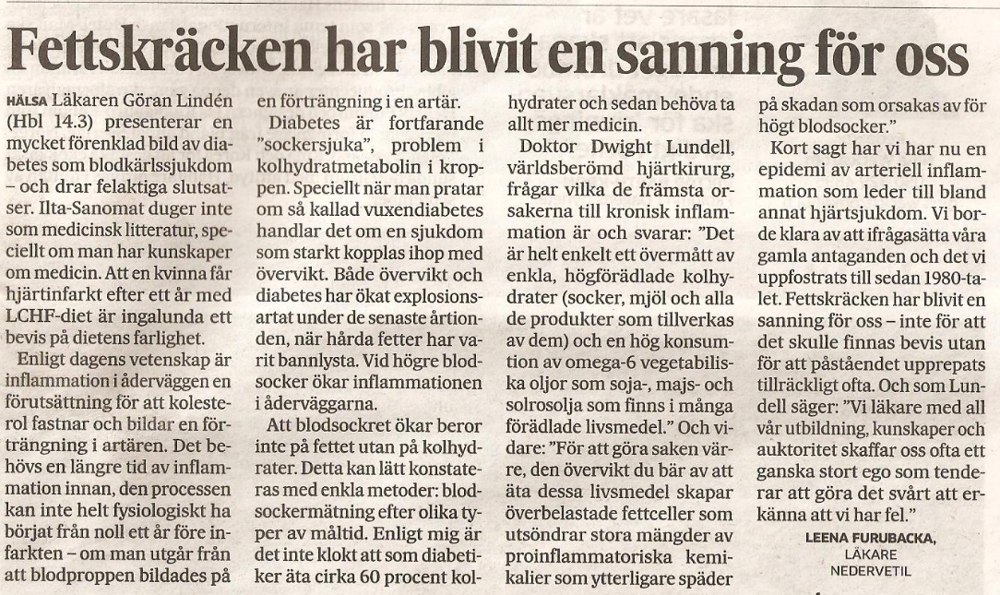 Fettskräcken har blivit en sanning för oss
HÄLSA Läkaren Göran Lindén
(Hbl 14.3) presenterar en
mycket förenklad bild av dia-
betes som blodkärlssjukdom
– och drar felaktiga slutsat-
ser. Ilta-Sanomat duger inte
som medicinsk litteratur, spe-
ciellt om man har kunskaper
om medicin. Att en kvinna får
hjärtinfarkt efter ett år med
LCHF-diet är ingalunda ett
bevis på dietens farlighet.
Enligt dagens vetenskap är
inflammation i åderväggen en
förutsättning för att koleste-
rol fastnar och bildar en för-
trängning i artären. Det be-
hövs en längre tid av inflam-
mation innan, den processen
kan inte helt fysiologiskt ha
börjat från noll ett år före in-
farkten – om man utgår från
att blodproppen bildades på
en förträngning i en artär.
Diabetes är fortfarande
”sockersjuka”, problem i
kolhydratmetabolin i krop-
pen. Speciellt när man pratar
om så kallad vuxendiabetes
handlar det om en sjukdom
som starkt kopplas ihop med
övervikt. Både övervikt och
diabetes har ökat explosions-
artat under de senaste årtion-
den, när hårda fetter har va-
rit bannlysta. Vid högre blod-
socker ökar inflammationen
i åderväggarna.
Att blodsockret ökar beror
inte på fettet utan på kolhyd-
rater. Detta kan lätt konstate-
ras med enkla metoder: blod-
sockermätning efter olika ty-
per av måltid. Enligt mig är
det inte klokt att som diabeti-
ker äta cirka 60 procent kol-
hydrater och sedan behöva ta
allt mer medicin.
Doktor Dwight Lundell,
världsberömd hjärtkirurg,
frågar vilka de främsta or-
sakerna till kronisk inflam-
mation är och svarar: ”Det
är helt enkelt ett övermått av
enkla, högförädlade kolhy-
drater (socker, mjöl och alla
de produkter som tillverkas
av dem) och en hög konsum-
tion av omega-6 vegetabilis-
ka oljor som soja-, majs- och
solrosolja som finns i många
förädlade livsmedel.” Och vi-
dare: ”För att göra saken vär-
re, den övervikt du bär av att
äta dessa livsmedel skapar
överbelastade fettceller som
utsöndrar stora mängder av
proinflammatoriska kemi-
kalier som ytterligare späder
på skadan som orsakas av för
högt blodsocker.”
Kort sagt har vi har nu en
epidemi av arteriell inflam-
mation som leder till bland
annat hjärtsjukdom. Vi bor-
de klara av att ifrågasätta våra
gamla antaganden och det vi
uppfostrats till sedan 1980-ta-
let. Fettskräcken har blivit en
sanning för oss – inte för att
det skulle finnas bevis utan
för att påståendet upprepats
tillräckligt ofta. Och som Lun-
dell säger: ”Vi läkare med all
vår utbildning, kunskaper och
auktoritet skaffar oss ofta ett
ganska stort ego som tende-
rar att göra det svårt att er-
känna att vi har fel.”
LEENA FURUBACKA,
LÄKARE
NEDERVETIL